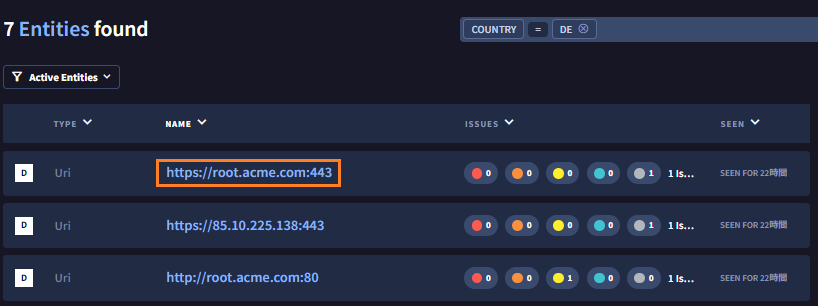 7 Entities found
COUNTRY = DE
Active Entities
TYPE NAME ISSUES SEEN
D Uri https://root.acme.com:443 0 0 0 0 1 1 Is... SEEN FOR 22時間
D Uri https://85.10.225.138:443 0 0 0 0 1 1 Is... SEEN FOR 22時間
D Uri http://root.acme.com:80 0 0 1 0 0 1 Is... SEEN FOR 22時間